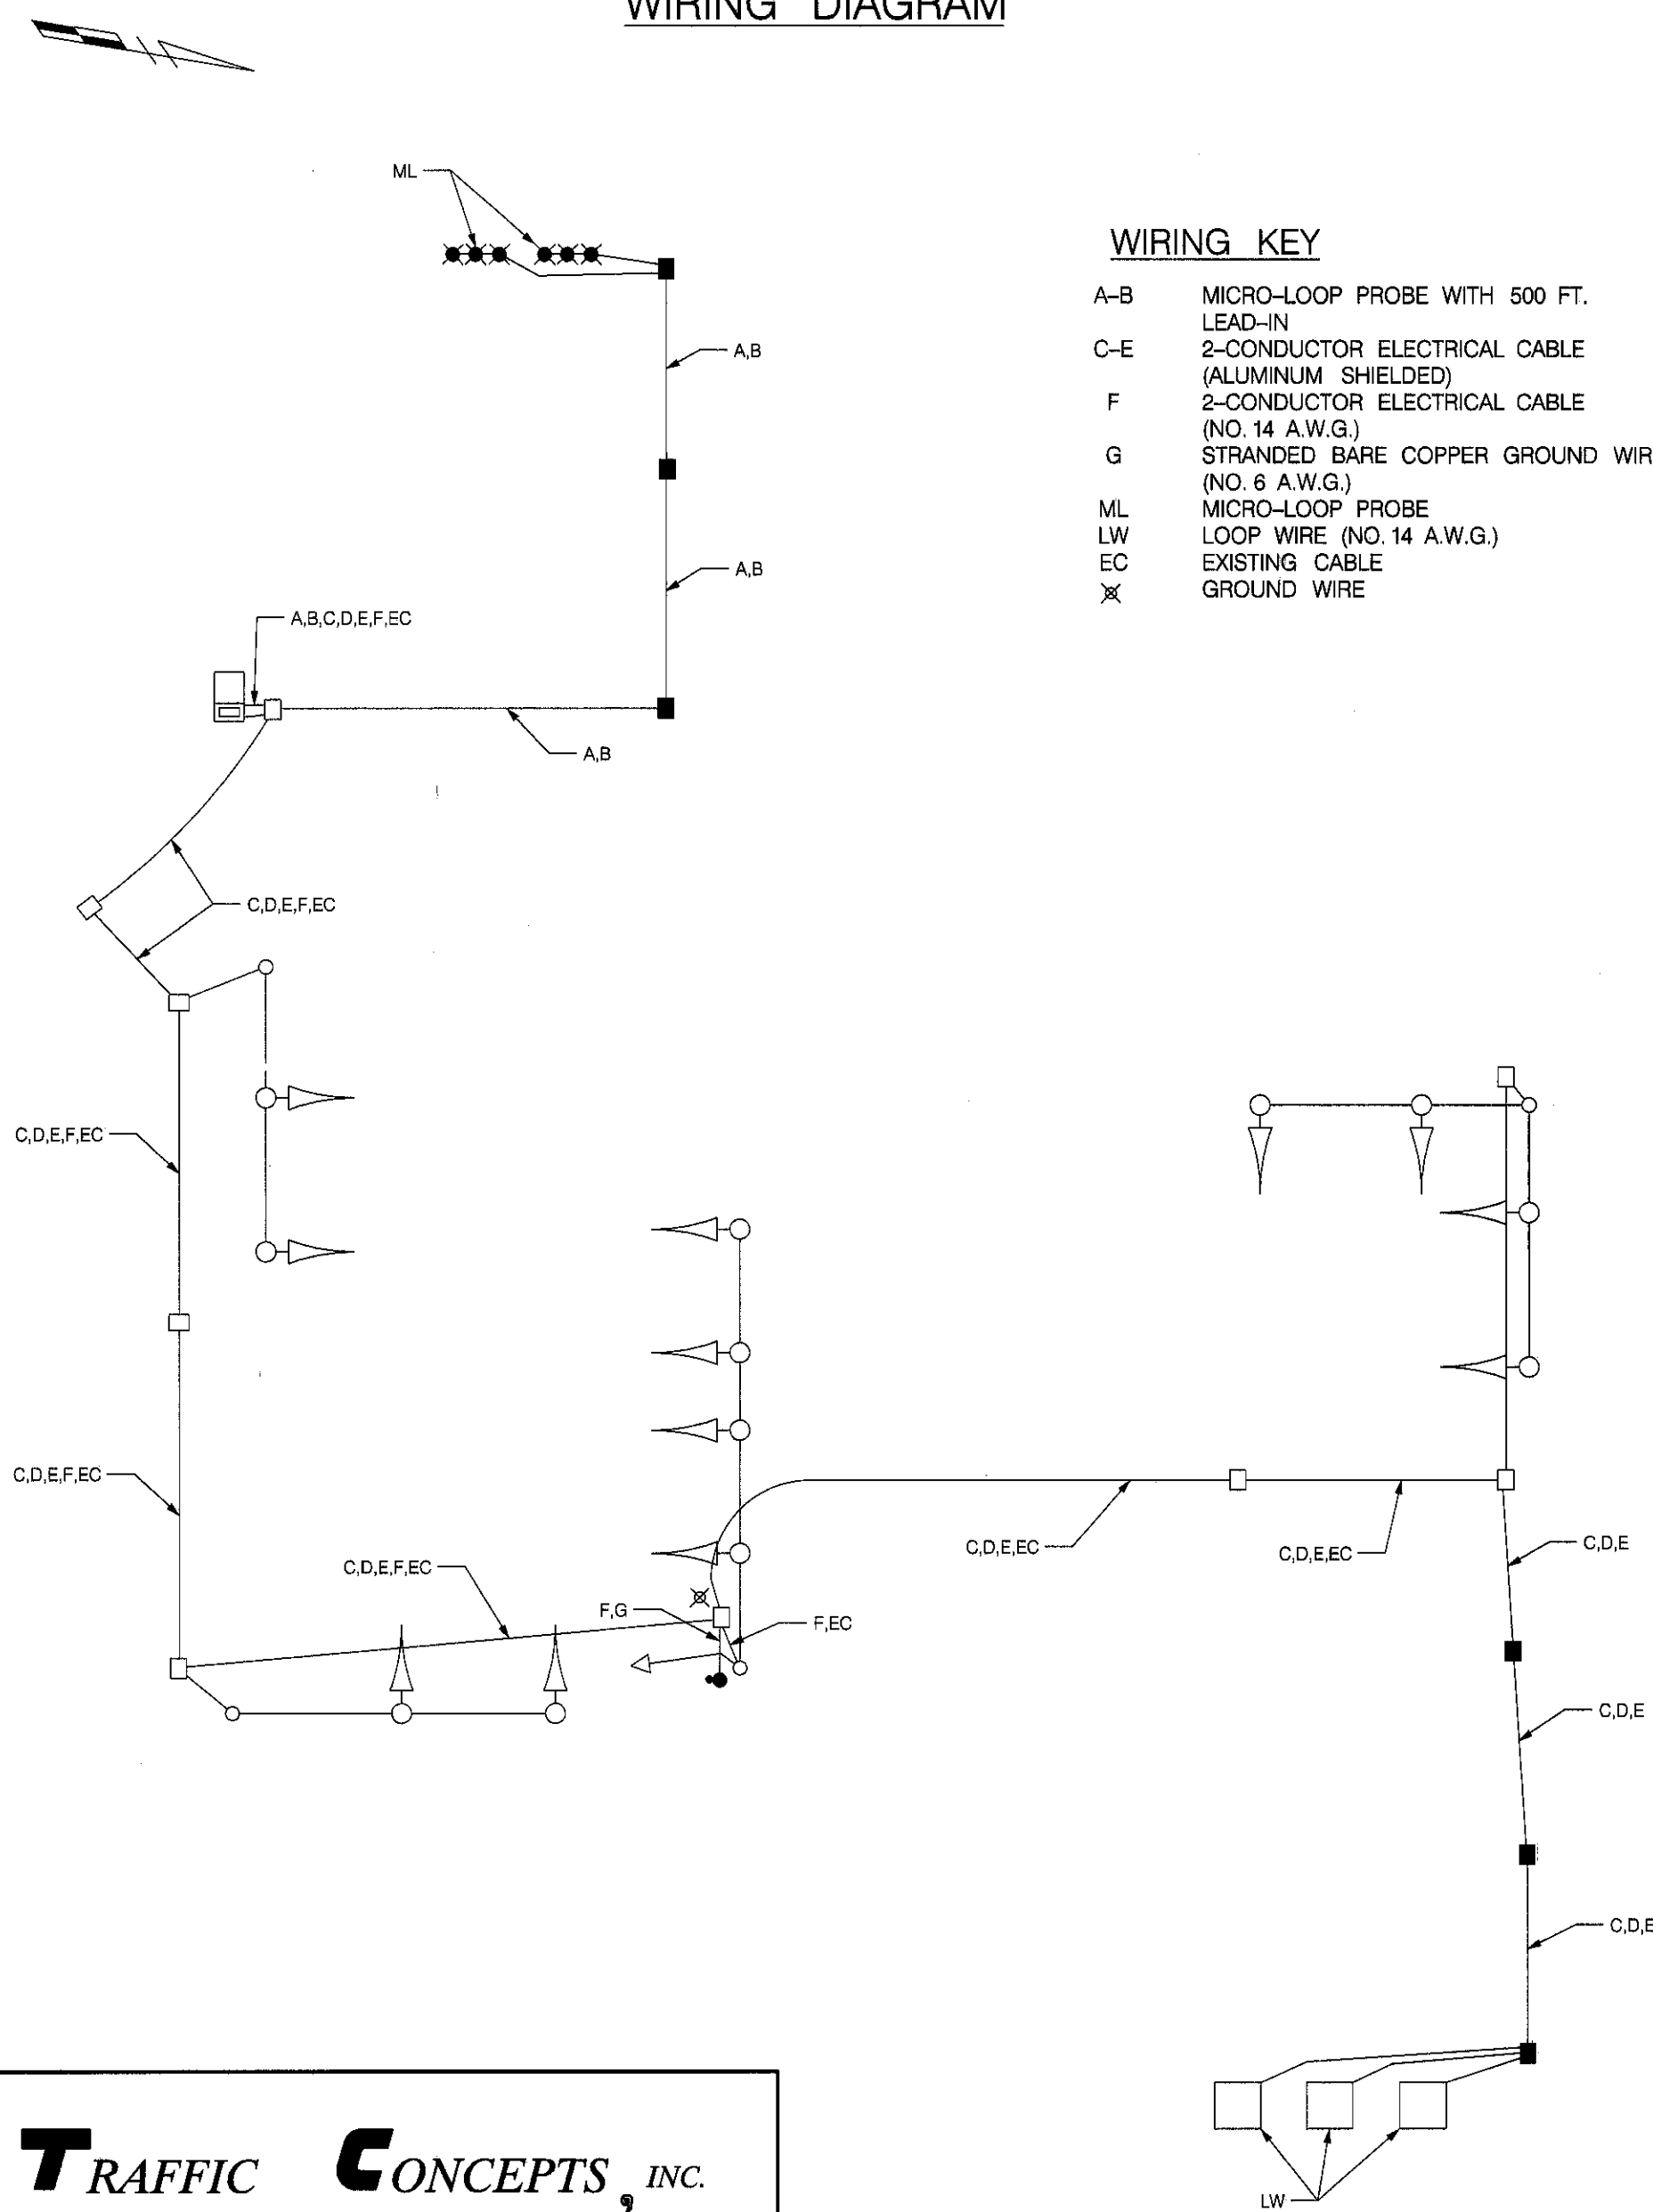 WIRING DIAGRAM
ML
WIRING KEY
A-B MICRO-LOOP PROBE WITH 500 FT.
LEAD-IN
C-E 2-CONDUCTOR ELECTRICAL CABLE
(ALUMINUM SHIELDED)
F 2-CONDUCTOR ELECTRICAL CABLE
(NO. 14 A.W.G.)
G STRANDED BARE COPPER GROUND WIR
(NO. 6 A.W.G.)
ML MICRO-LOOP PROBE
LW LOOP WIRE (NO. 14 A.W.G.)
EC EXISTING CABLE
GROUND WIRE
A,B
A,B
A,B,C,D,E,F,EC
A,B
C,D,E,F,EC
C,D,E,F,EC
C,D,E,F,EC
C,D,E,F,EC
F,G
F,EC
C,D,E,EC
C,D,E,EC
C,D,E
C,D,E
C,D,E
LW
TRAFFIC CONCEPTS, INC.